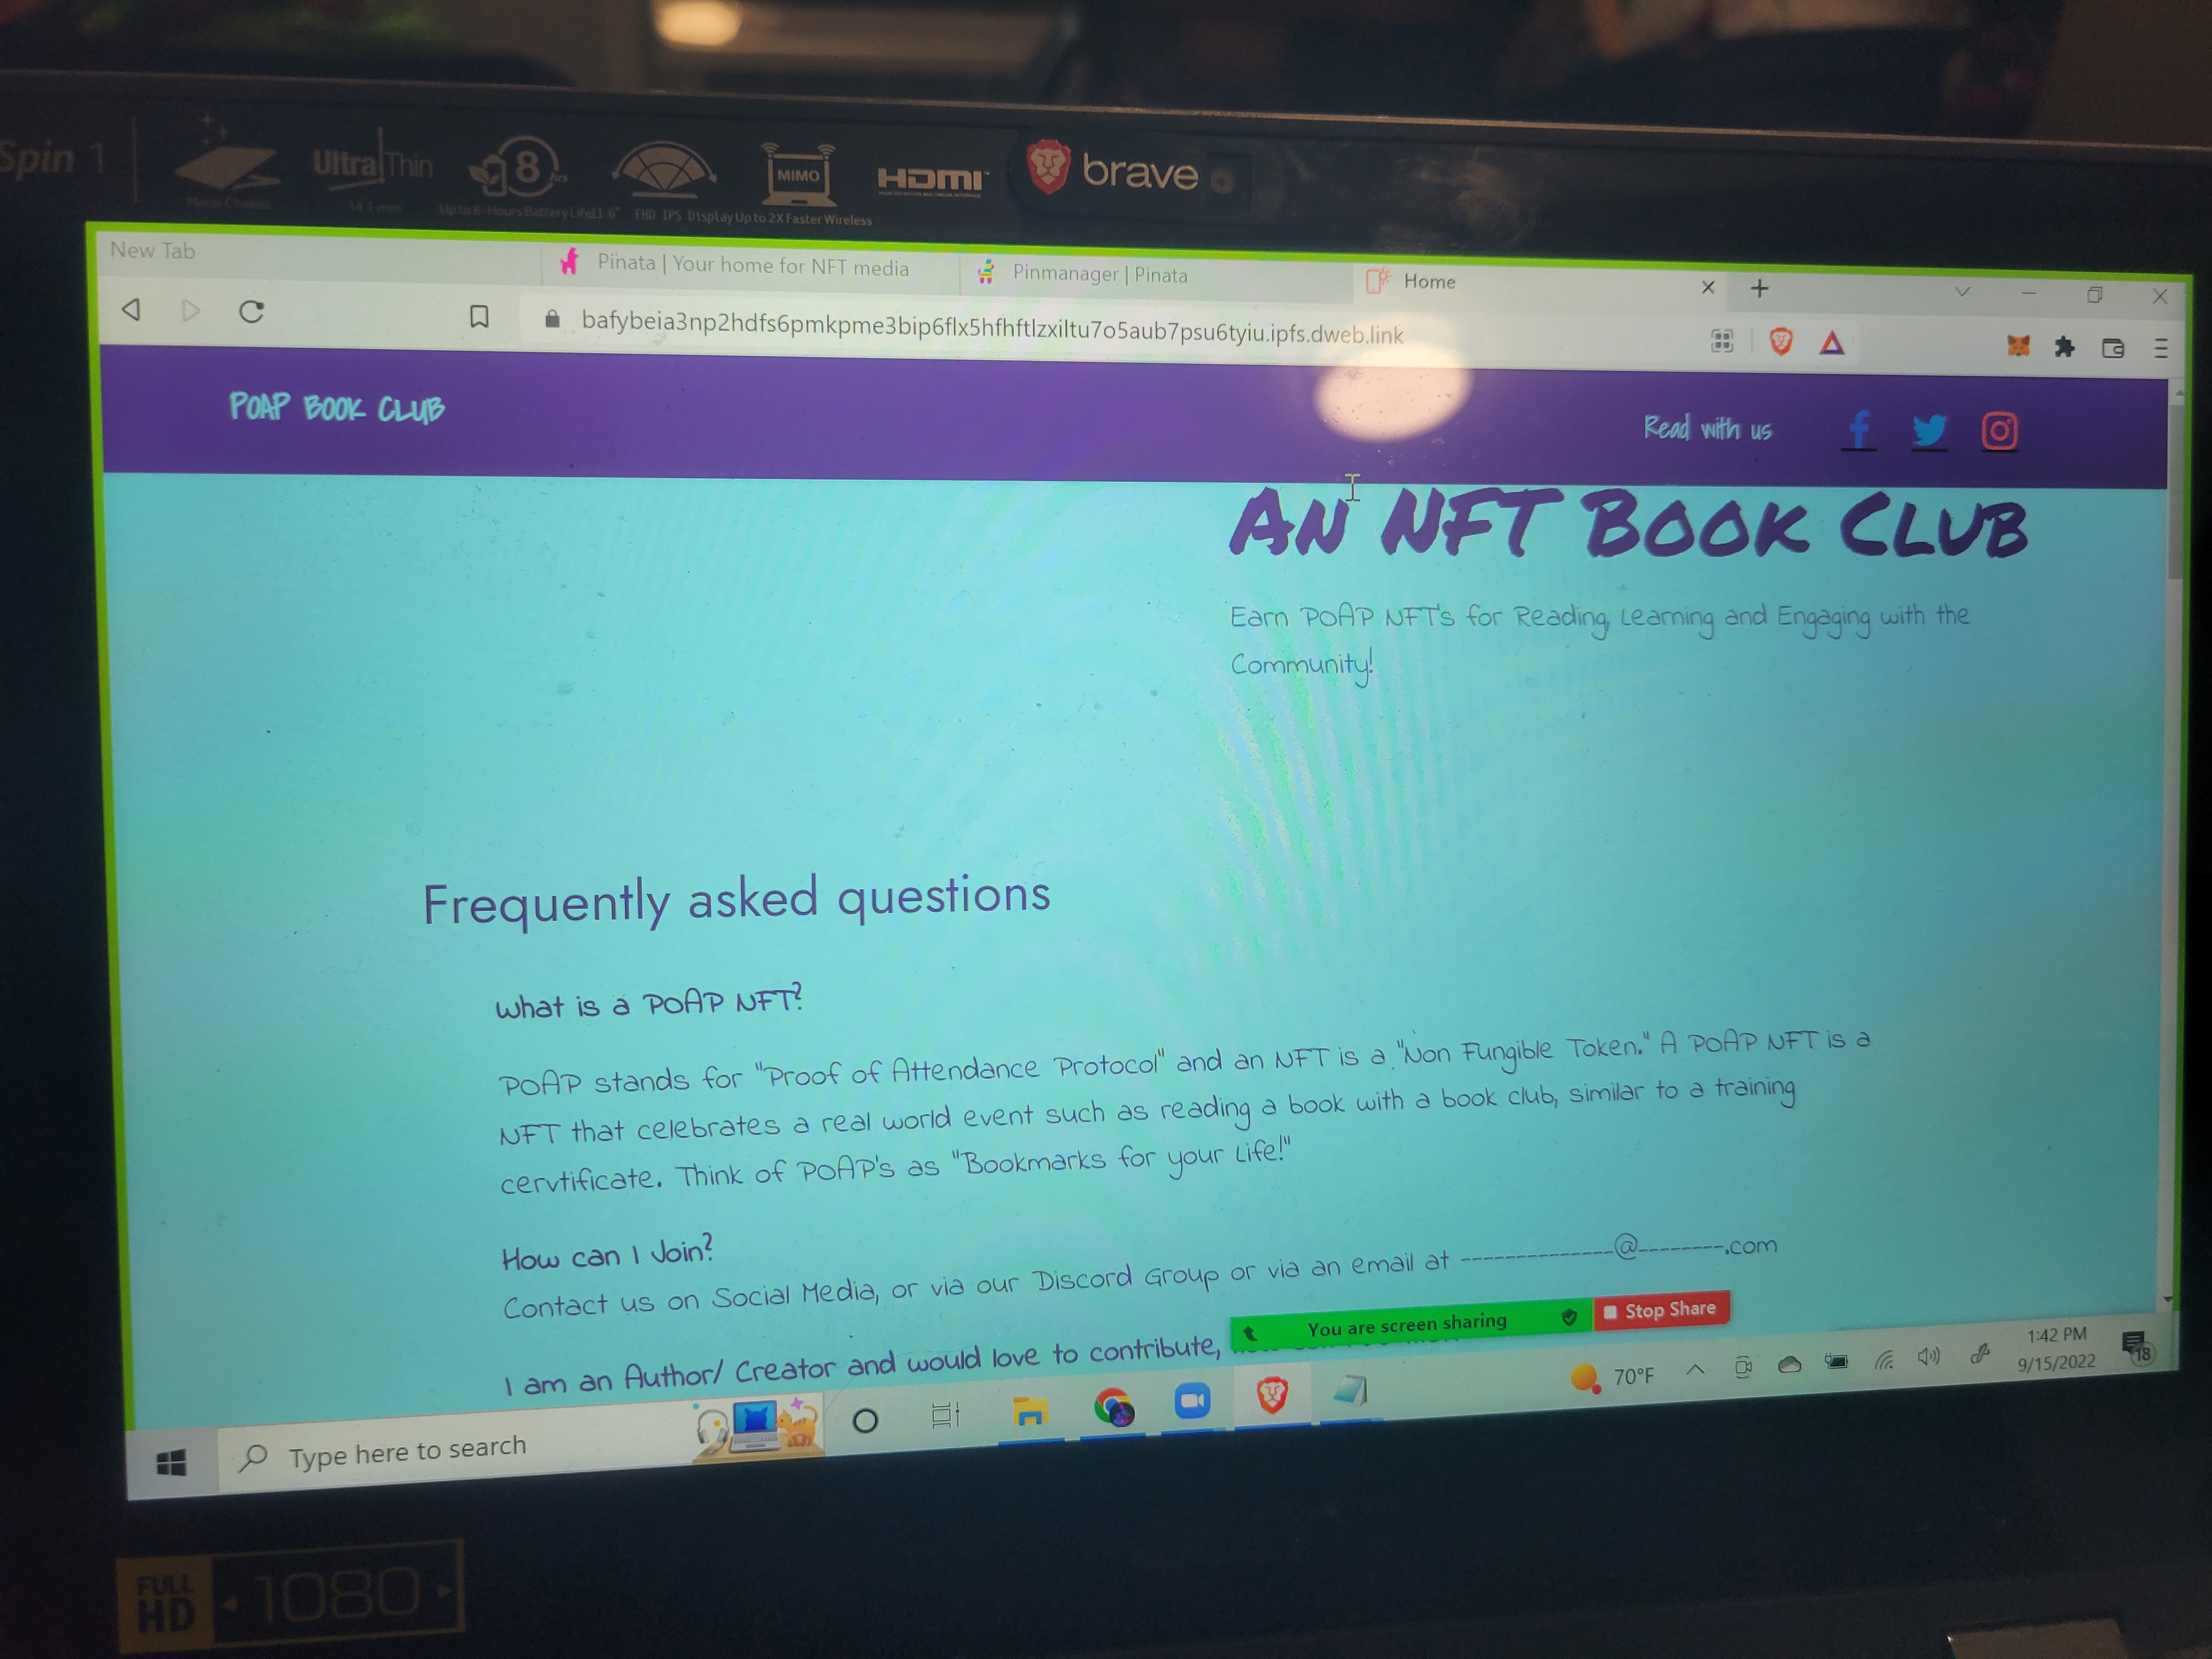 Spin 1
Ultra Thin
8 hrs
MIMO
HDMI
brave
Metal Chassis
14.1 mm
Up to 8-Hours Battery Life
11.6"
FHD IPS Display
Up to 2X Faster Wireless
New Tab
Pinata | Your home for NFT media
Pinmanager | Pinata
Home
bafybeia3np2hdfs6pmkpme3bip6flx5hfhftlzxiltu7o5aub7psu6tyiu.ipfs.dweb.link
POAP BOOK CLUB
Read with us
AN NFT BOOK CLUB
Earn POAP NFT's for Reading, Learning and Engaging with the
Community!
Frequently asked questions
What is a POAP NFT?
POAP stands for "Proof of Attendance Protocol" and an NFT is a "Non Fungible Token." A POAP NFT is a
NFT that celebrates a real world event such as reading a book with a book club, similar to a training
cervtificate. Think of POAP's as "Bookmarks for your Life!"
How can I Join?
Contact us on Social Media, or via our Discord Group or via an email at --------------@--------.com
I am an Author/ Creator and would love to contribute,
You are screen sharing
Stop Share
Type here to search
70°F
1:42 PM
9/15/2022
18
FULL HD
1080